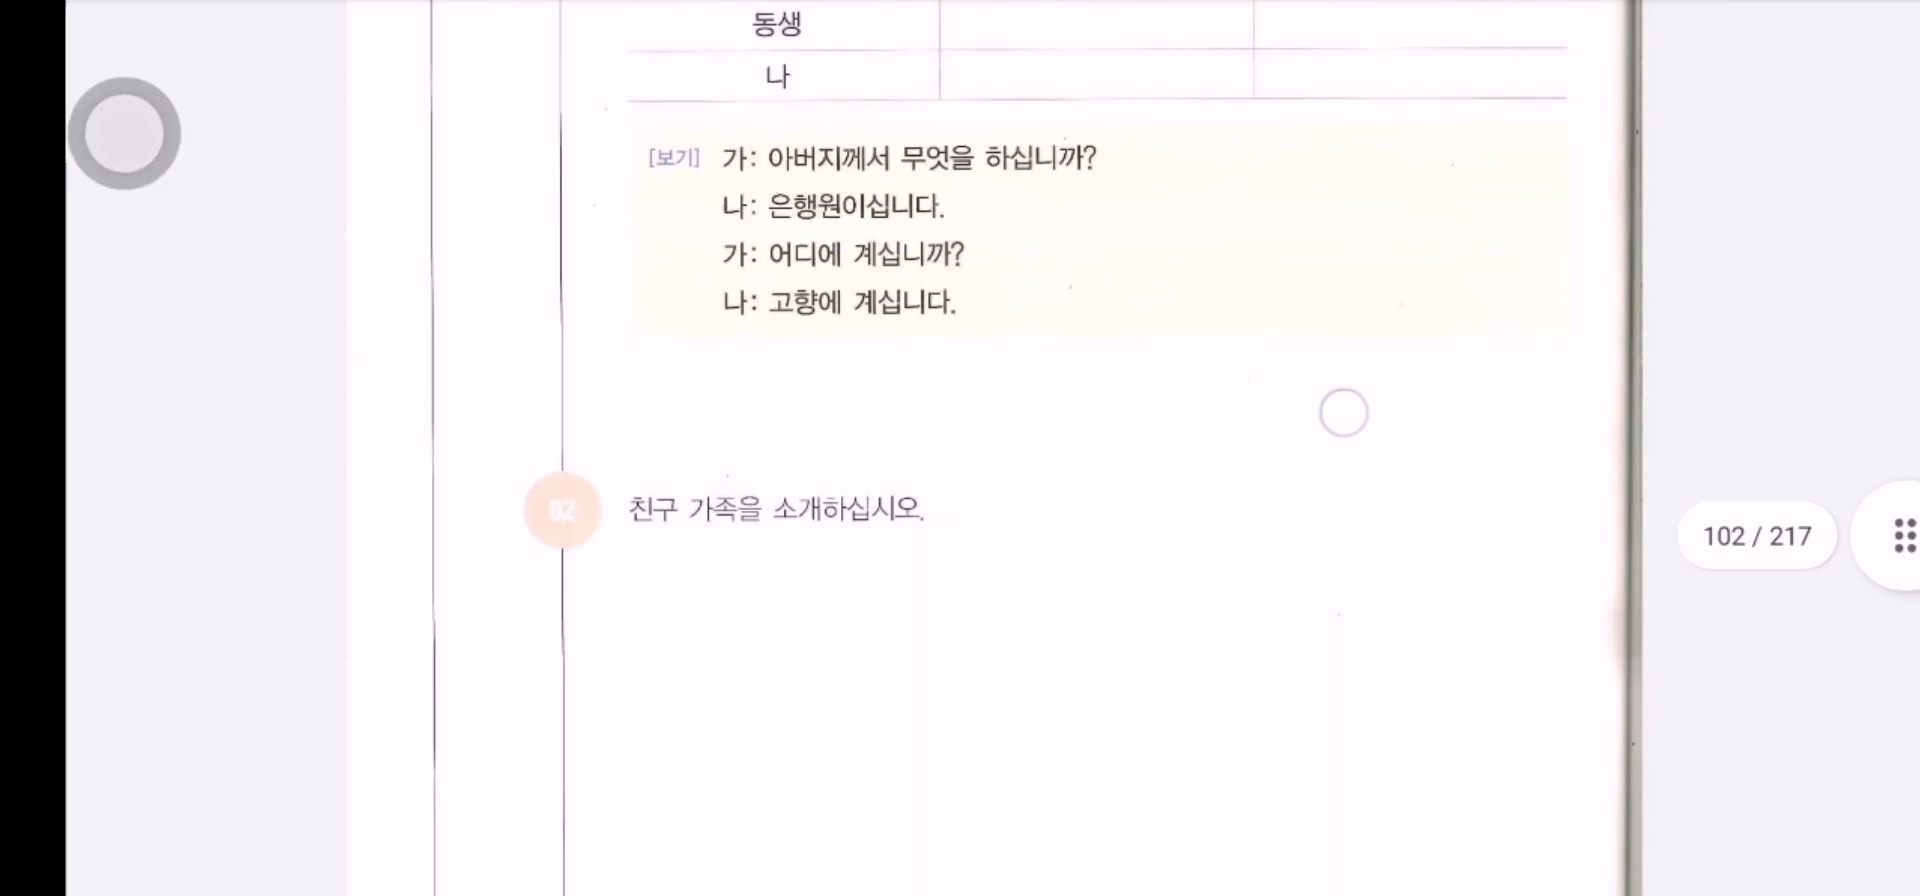 동생
나
[보기] 가: 아버지께서 무엇을 하십니까?
나: 은행원이십니다.
가: 어디에 계십니까?
나: 고향에 계십니다.
02 친구 가족을 소개하십시오.
102 / 217